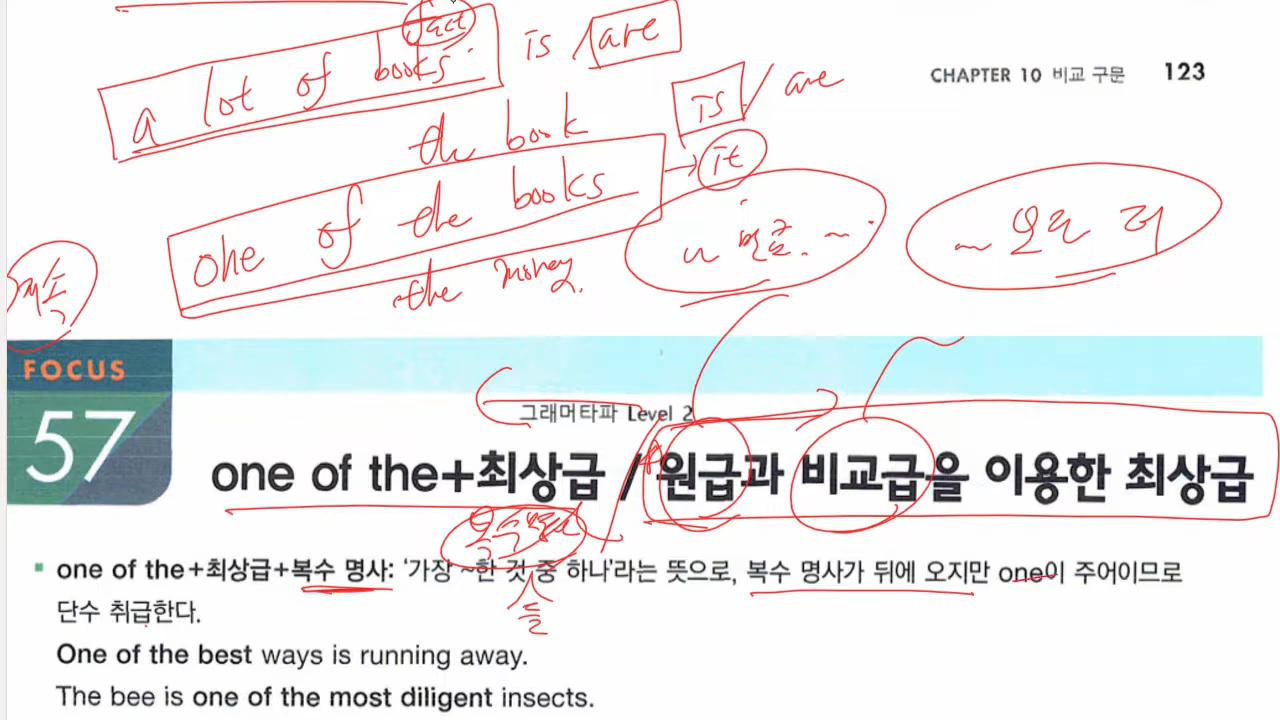 a lot of books is / are
CHAPTER 10 비교 구문 123
the book is / are
one of the books → it
the money
FOCUS
57
그래머타파 Level 2
one of the+최상급 / 원급과 비교급을 이용한 최상급
one of the+최상급+복수 명사: '가장 ~한 것 중 하나'라는 뜻으로, 복수 명사가 뒤에 오지만 one이 주어이므로
단수 취급한다.
들
One of the best ways is running away.
The bee is one of the most diligent insects.